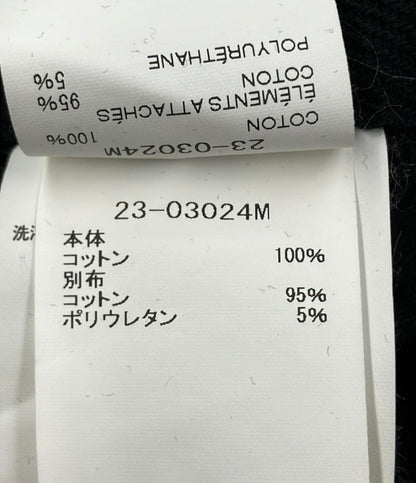 23-03024M
COTON 100%
ÉLÉMENTS ATTACHÉS
COTON 95%
POLYURÉTHANE 5%
洗
23-03024M
本体
コットン 100%
別布
コットン 95%
ポリウレタン 5%